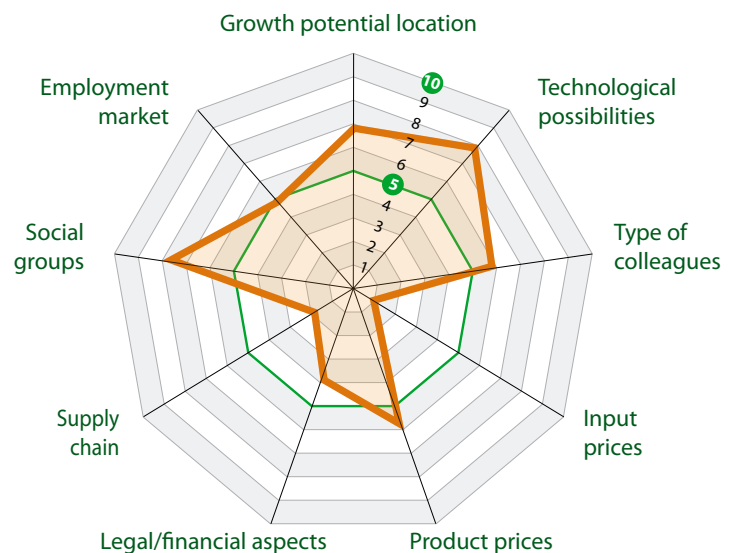 Growth potential location
Employment
market
Technological
possibilities
10
9
8
7
6
5
4
3
2
1
Social
groups
Type of
colleagues
Supply
chain
Input
prices
Legal/financial aspects
Product prices